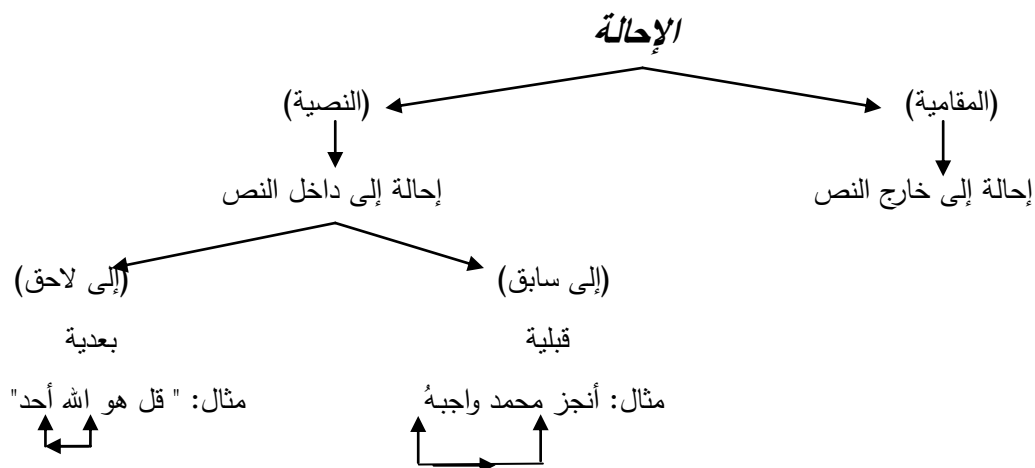 الإحالة
(المقامية) (النصية)
إحالة إلى خارج النص إحالة إلى داخل النص
(إلى سابق) (إلى لاحق)
قبلية بعدية
مثال: أنجز محمد واجبهُ مثال: " قل هو الله أحد"